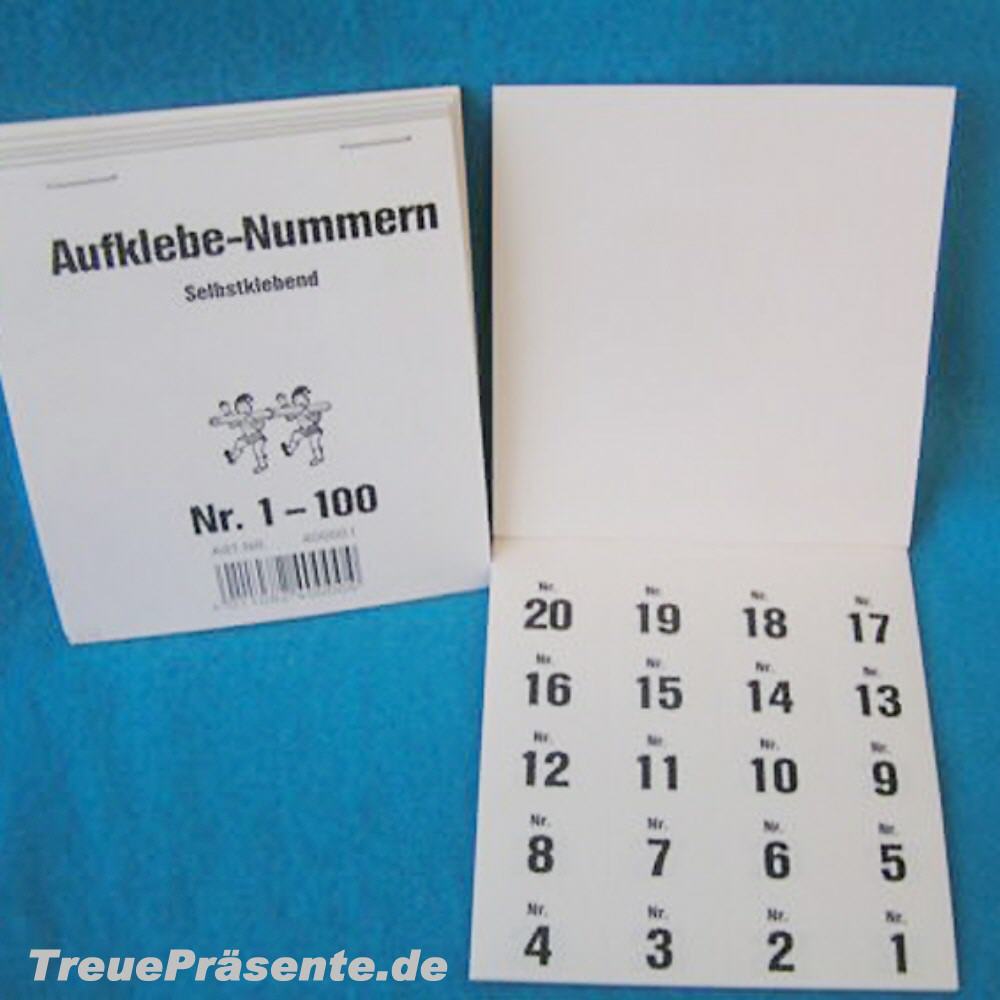 Aufklebe-Nummern
Selbstklebend
Nr. 1 – 100
Art.Nr.
Nr. Nr. Nr. Nr.
20 19 18 17
Nr. Nr. Nr. Nr.
16 15 14 13
Nr. Nr. Nr. Nr.
12 11 10 9
Nr. Nr. Nr. Nr.
8 7 6 5
Nr. Nr. Nr. Nr.
4 3 2 1
TreuePräsente.de